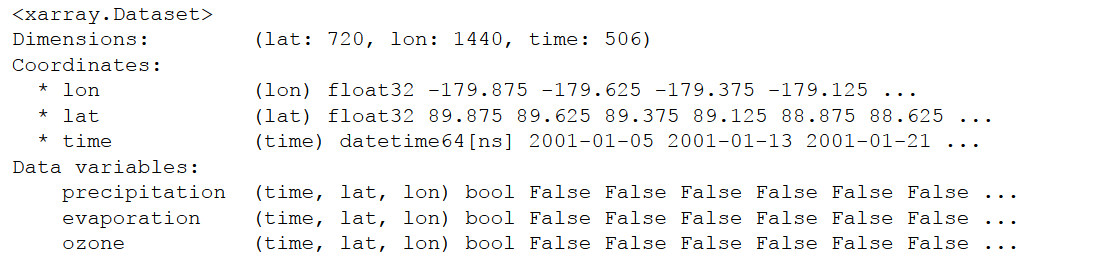 <xarray.Dataset>
Dimensions:        (lat: 720, lon: 1440, time: 506)
Coordinates:
  * lon            (lon) float32 -179.875 -179.625 -179.375 -179.125 ...
  * lat            (lat) float32 89.875 89.625 89.375 89.125 88.875 88.625 ...
  * time           (time) datetime64[ns] 2001-01-05 2001-01-13 2001-01-21 ...
Data variables:
    precipitation  (time, lat, lon) bool False False False False False False ...
    evaporation    (time, lat, lon) bool False False False False False False ...
    ozone          (time, lat, lon) bool False False False False False False ...